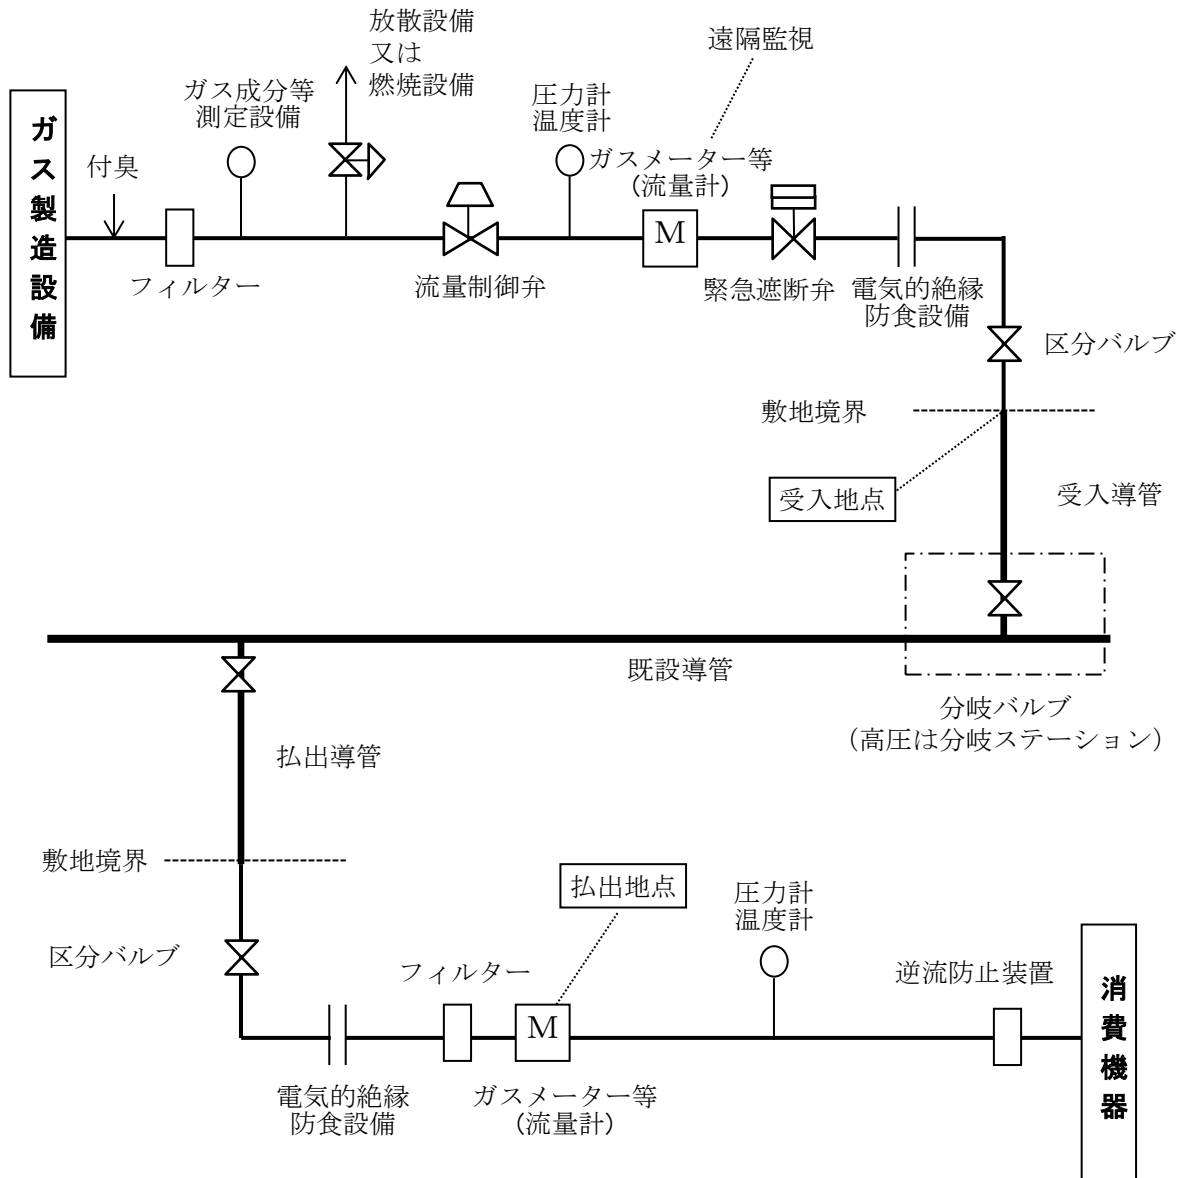 放散設備
又は
燃焼設備
遠隔監視
ガス成分等
測定設備
圧力計
温度計
ガス製造設備
付臭
ガスメーター等
（流量計）
M
フィルター
流量制御弁
緊急遮断弁
電気的絶縁
防食設備
区分バルブ
敷地境界
受入地点
受入導管
既設導管
分岐バルブ
（高圧は分岐ステーション）
払出導管
敷地境界
払出地点
圧力計
温度計
区分バルブ
フィルター
逆流防止装置
消費機器
M
電気的絶縁
防食設備
ガスメーター等
（流量計）